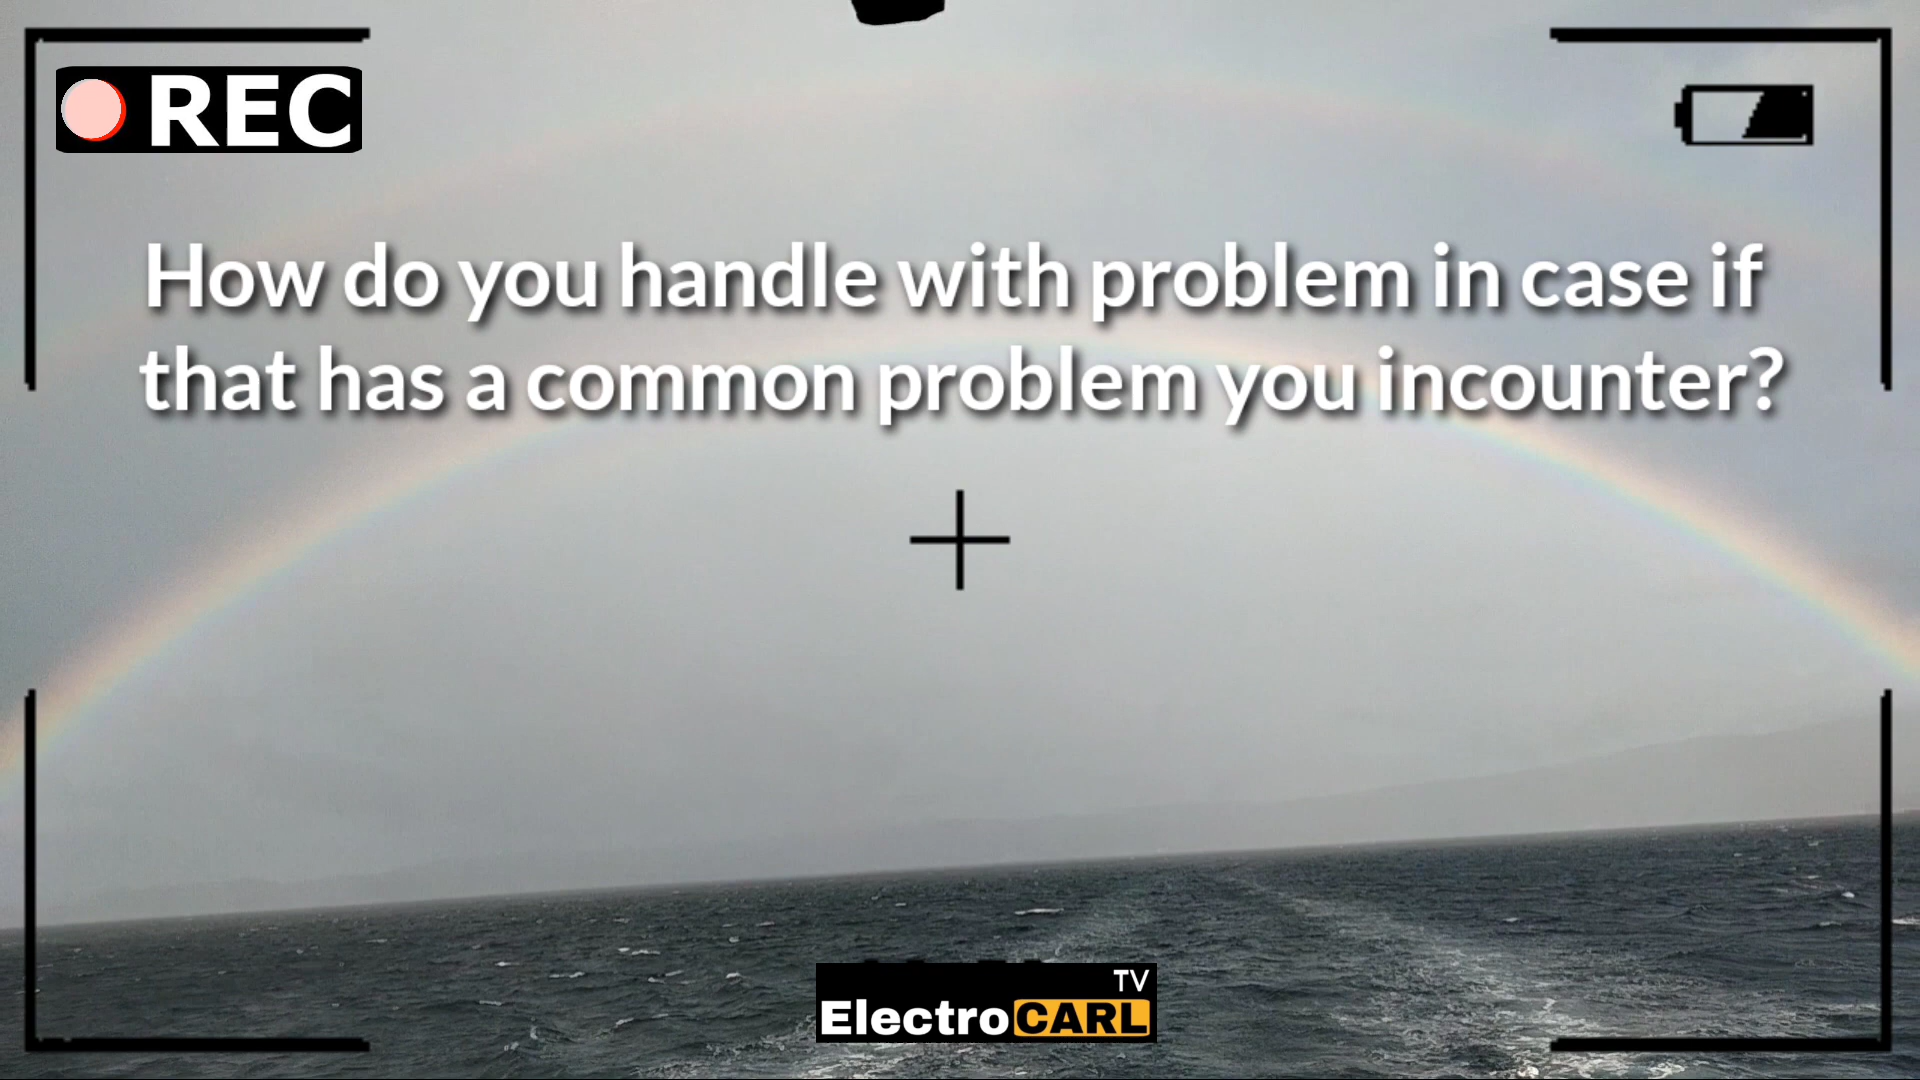 REC
How do you handle with problem in case if
that has a common problem you incounter?
TV
ElectroCARL